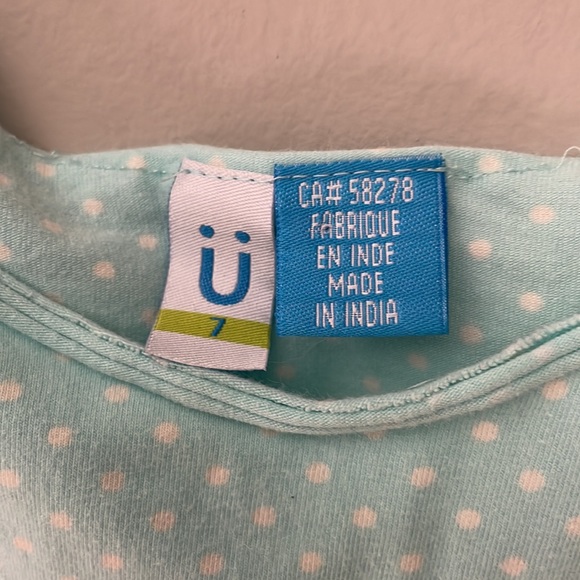 Ü
7
CA# 58278
FABRIQUE
EN INDE
MADE
IN INDIA